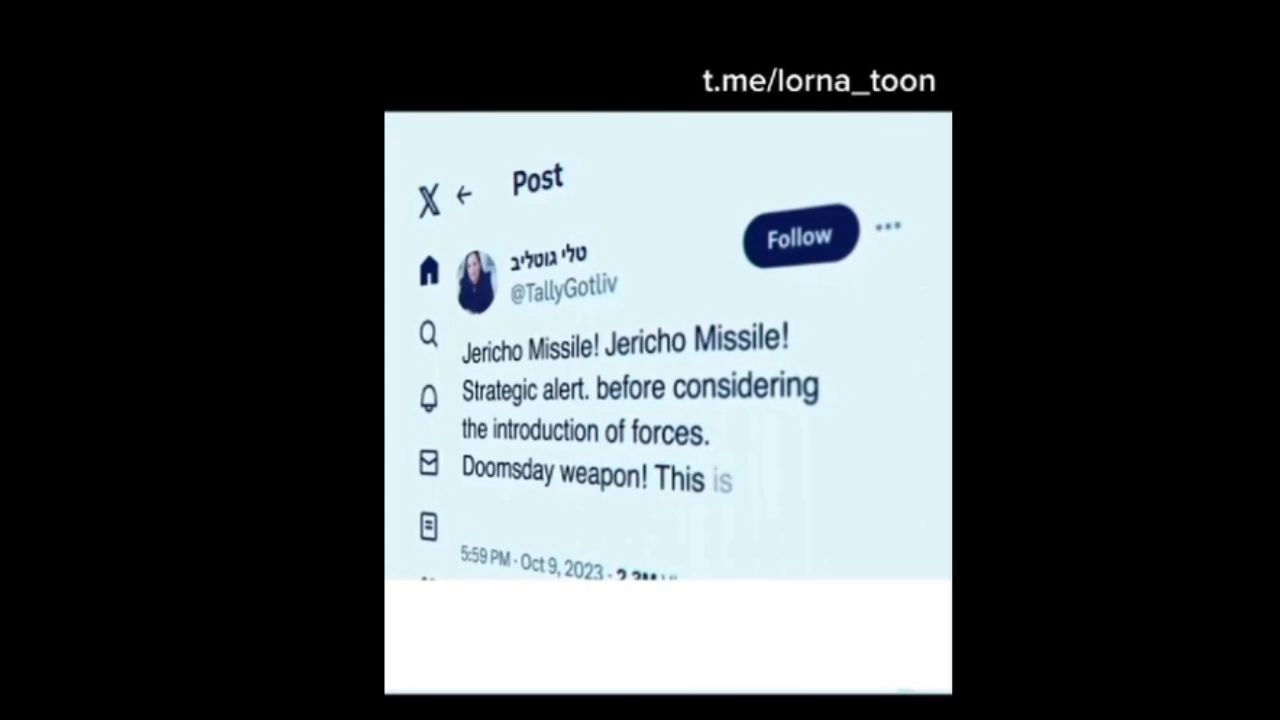 t.me/lorna_toon
Post
Follow
טלי גוטליב
@TallyGotliv
Jericho Missile! Jericho Missile!
Strategic alert. before considering
the introduction of forces.
Doomsday weapon! This is
5:59 PM · Oct 9, 2023 ·